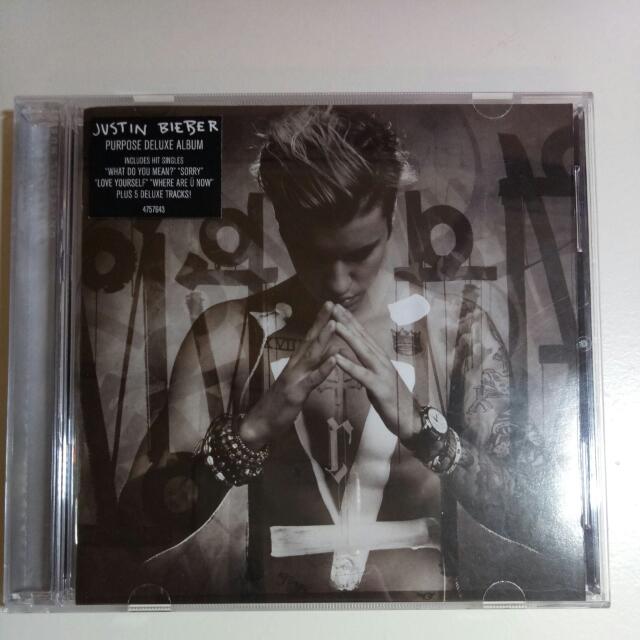 JUSTIN BIEBER
PURPOSE DELUXE ALBUM
INCLUDES HIT SINGLES
"WHAT DO YOU MEAN?" "SORRY"
"LOVE YOURSELF" "WHERE ARE Ü NOW"
PLUS 5 DELUXE TRACKS!
4757643